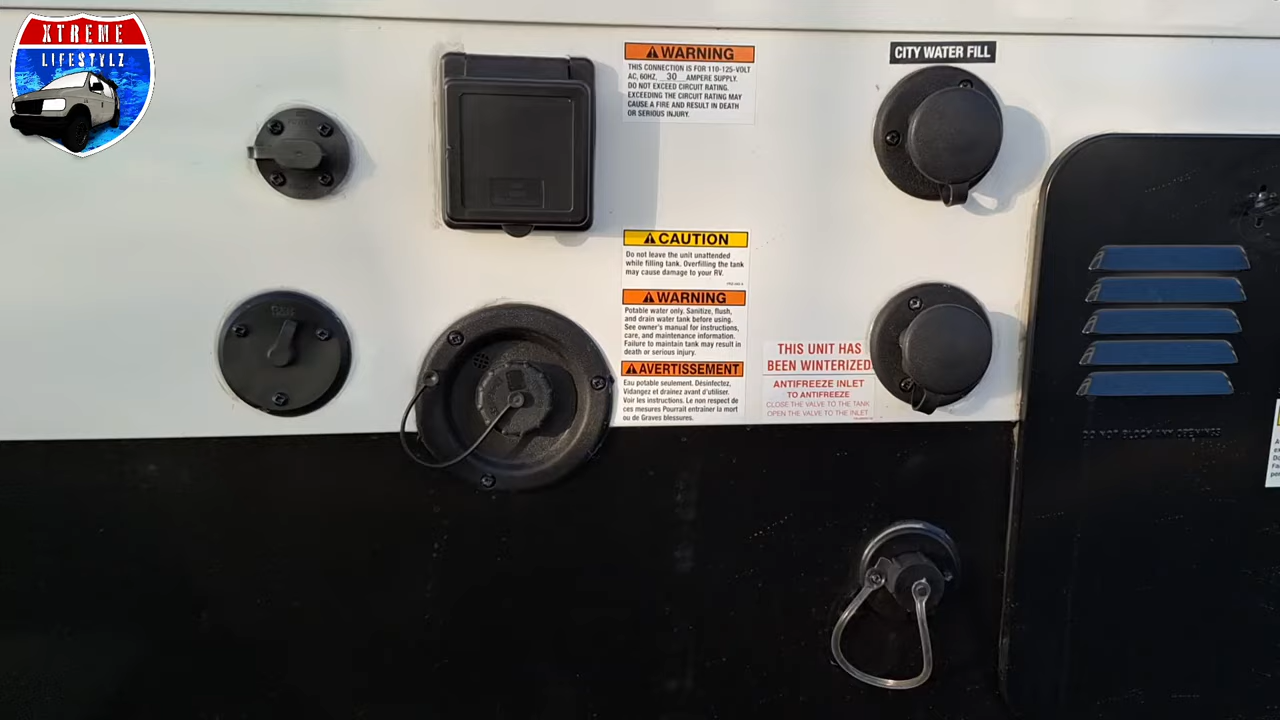 XTREME
LIFESTYLZ
WARNING
THIS CONNECTION IS FOR 110-125-VOLT
AC, 60HZ, __30__ AMPERE SUPPLY.
DO NOT EXCEED CIRCUIT RATING.
EXCEEDING THE CIRCUIT RATING MAY
CAUSE A FIRE AND RESULT IN DEATH
OR SERIOUS INJURY.
CITY WATER FILL
CAUTION
Do not leave the unit unattended
while filling tank. Overfilling the tank
may cause damage to your RV.
WARNING
Potable water only. Sanitize, flush,
and drain water tank before using.
See owner's manual for instructions,
care, and maintenance information.
Failure to maintain tank may result in
death or serious injury.
AVERTISSEMENT
Eau potable seulement. Désinfectez,
Vidangez et drainez avant d'utiliser.
Voir les instructions. Le non respect de
ces mesures Pourrait entraîner la mort
ou de Graves blessures.
THIS UNIT HAS
BEEN WINTERIZED
ANTIFREEZE INLET
TO ANTIFREEZE
CLOSE THE VALVE TO THE TANK
OPEN THE VALVE TO THE INLET
DO NOT BLOCK ANY OPENINGS